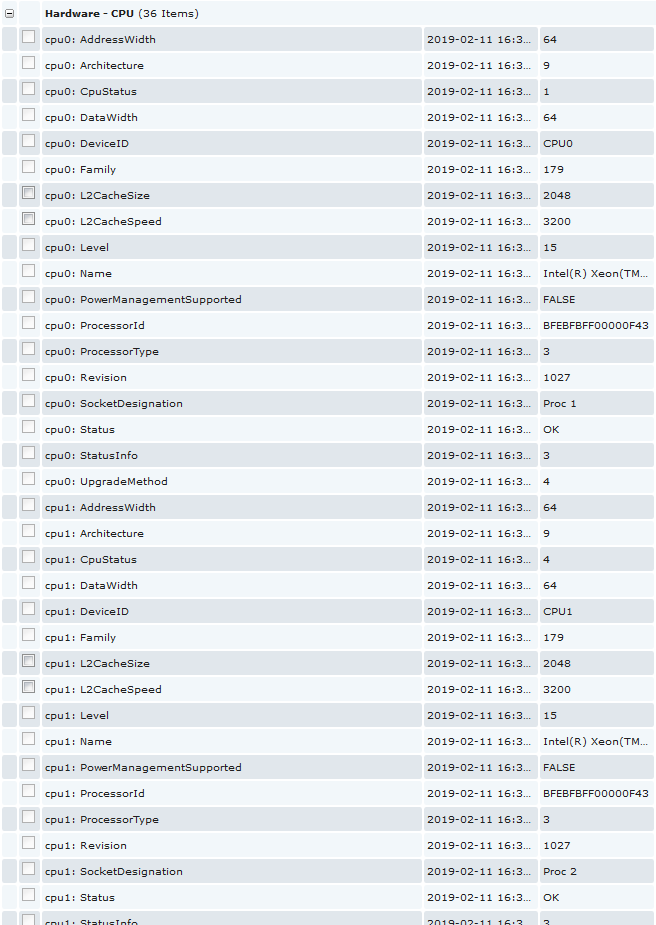 Hardware - CPU (36 Items)
cpu0: AddressWidth 2019-02-11 16:3... 64
cpu0: Architecture 2019-02-11 16:3... 9
cpu0: CpuStatus 2019-02-11 16:3... 1
cpu0: DataWidth 2019-02-11 16:3... 64
cpu0: DeviceID 2019-02-11 16:3... CPU0
cpu0: Family 2019-02-11 16:3... 179
cpu0: L2CacheSize 2019-02-11 16:3... 2048
cpu0: L2CacheSpeed 2019-02-11 16:3... 3200
cpu0: Level 2019-02-11 16:3... 15
cpu0: Name 2019-02-11 16:3... Intel(R) Xeon(TM...
cpu0: PowerManagementSupported 2019-02-11 16:3... FALSE
cpu0: ProcessorId 2019-02-11 16:3... BFEBFBFF00000F43
cpu0: ProcessorType 2019-02-11 16:3... 3
cpu0: Revision 2019-02-11 16:3... 1027
cpu0: SocketDesignation 2019-02-11 16:3... Proc 1
cpu0: Status 2019-02-11 16:3... OK
cpu0: StatusInfo 2019-02-11 16:3... 3
cpu0: UpgradeMethod 2019-02-11 16:3... 4
cpu1: AddressWidth 2019-02-11 16:3... 64
cpu1: Architecture 2019-02-11 16:3... 9
cpu1: CpuStatus 2019-02-11 16:3... 4
cpu1: DataWidth 2019-02-11 16:3... 64
cpu1: DeviceID 2019-02-11 16:3... CPU1
cpu1: Family 2019-02-11 16:3... 179
cpu1: L2CacheSize 2019-02-11 16:3... 2048
cpu1: L2CacheSpeed 2019-02-11 16:3... 3200
cpu1: Level 2019-02-11 16:3... 15
cpu1: Name 2019-02-11 16:3... Intel(R) Xeon(TM...
cpu1: PowerManagementSupported 2019-02-11 16:3... FALSE
cpu1: ProcessorId 2019-02-11 16:3... BFEBFBFF00000F43
cpu1: ProcessorType 2019-02-11 16:3... 3
cpu1: Revision 2019-02-11 16:3... 1027
cpu1: SocketDesignation 2019-02-11 16:3... Proc 2
cpu1: Status 2019-02-11 16:3... OK
cpu1: StatusInfo 2019-02-11 16:3... 3